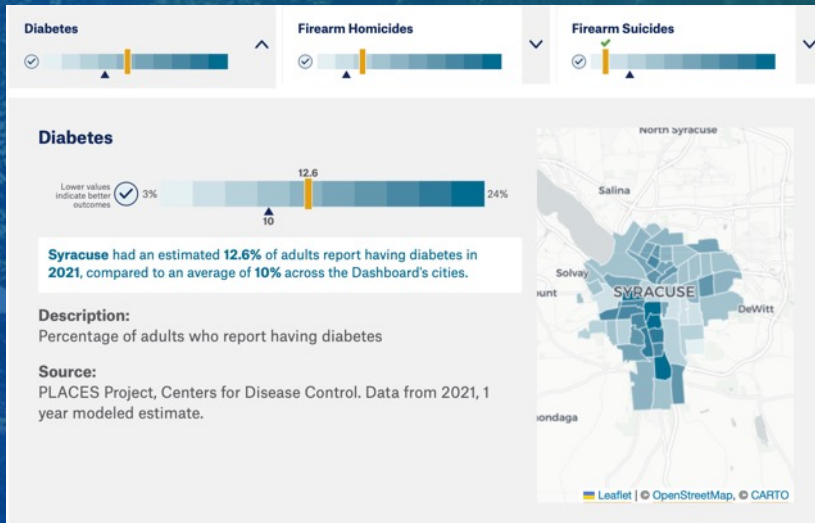 Diabetes
Firearm Homicides
Firearm Suicides
Diabetes
12.6
Lower values
indicate better
outcomes
3%
24%
10
Syracuse had an estimated 12.6% of adults report having diabetes in
2021, compared to an average of 10% across the Dashboard's cities.
Description:
Percentage of adults who report having diabetes
Source:
PLACES Project, Centers for Disease Control. Data from 2021, 1
year modeled estimate.
North Syracuse
Salina
Solvay
unt
SYRACUSE
DeWitt
ondaga
Leaflet | © OpenStreetMap, © CARTO